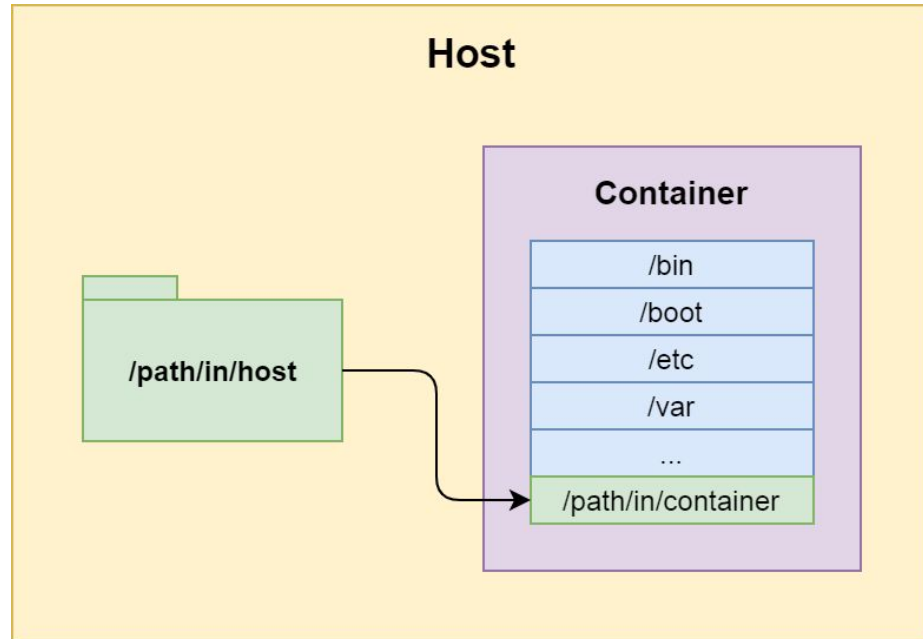 Host
Container
/bin
/boot
/path/in/host
/etc
/var
...
/path/in/container